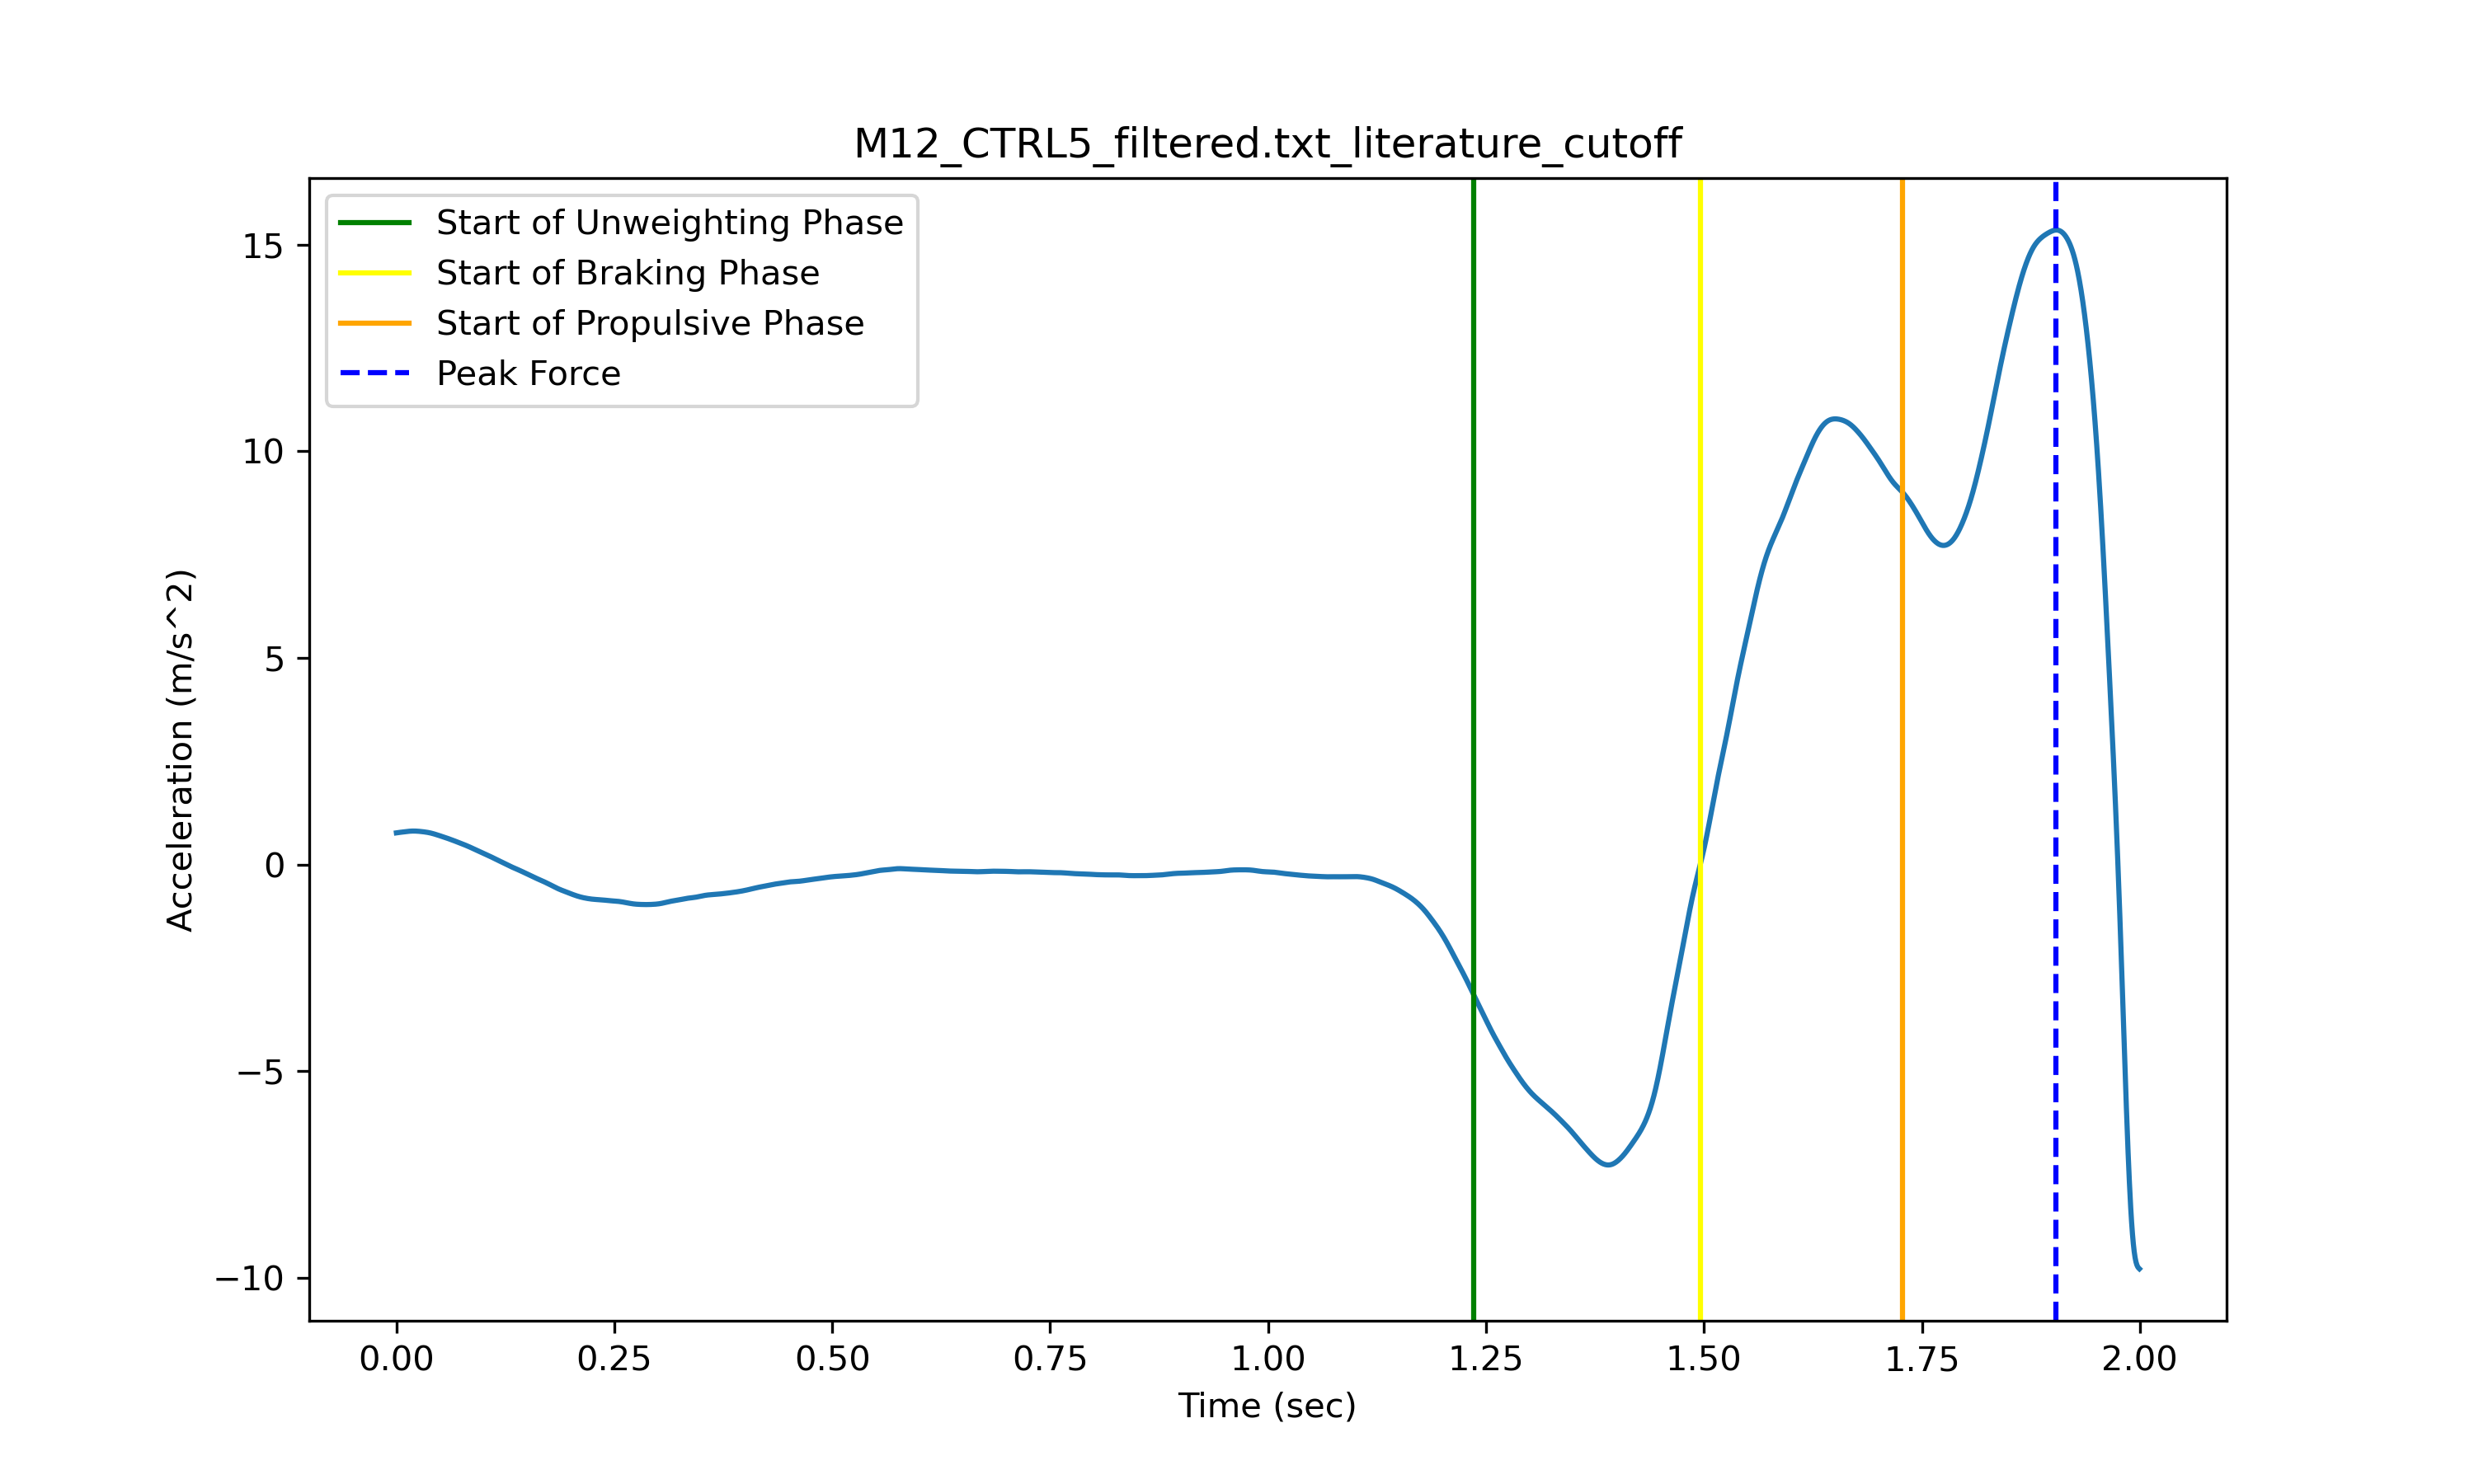 M12_CTRL5_filtered.txt_literature_cutoff
Start of Unweighting Phase
Start of Braking Phase
Start of Propulsive Phase
Peak Force
15
10
5
0
−5
−10
Acceleration (m/s^2)
0.00 0.25 0.50 0.75 1.00 1.25 1.50 1.75 2.00
Time (sec)